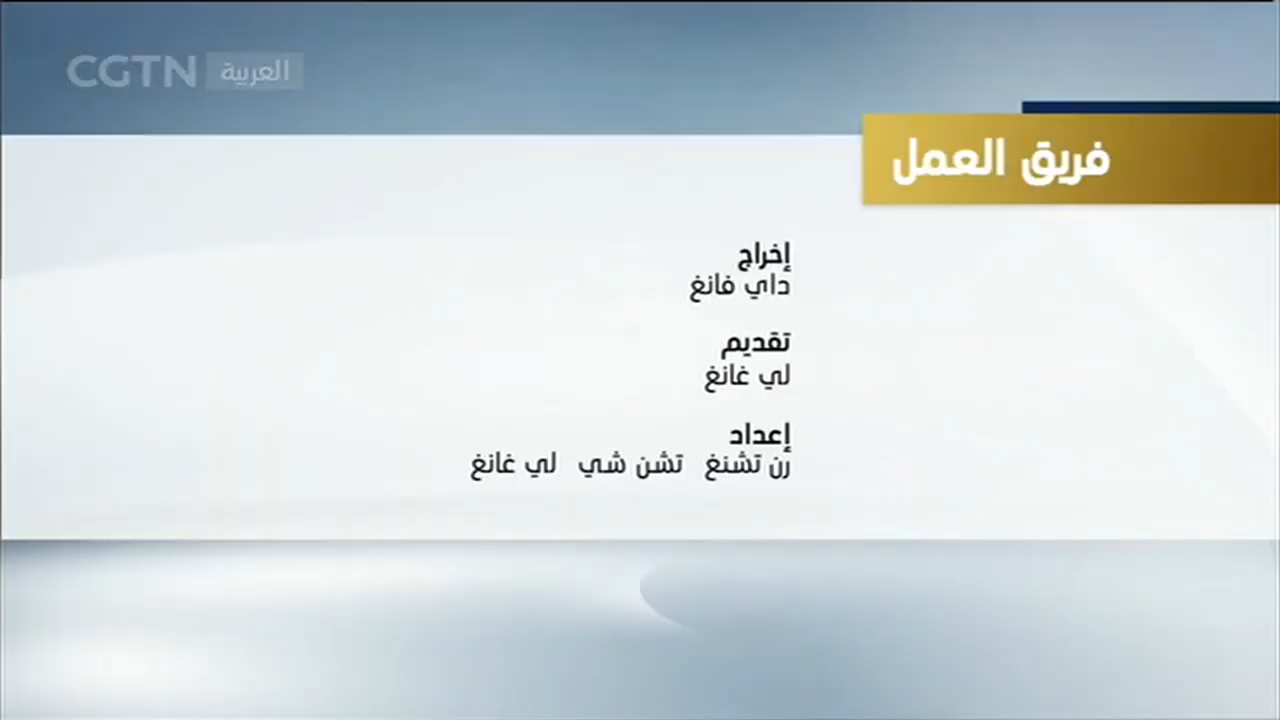 CGTN العربية
فريق العمل
إخراج
داي فانغ
تقديم
لي غانغ
إعداد
رن تشنغ تشن شي لي غانغ